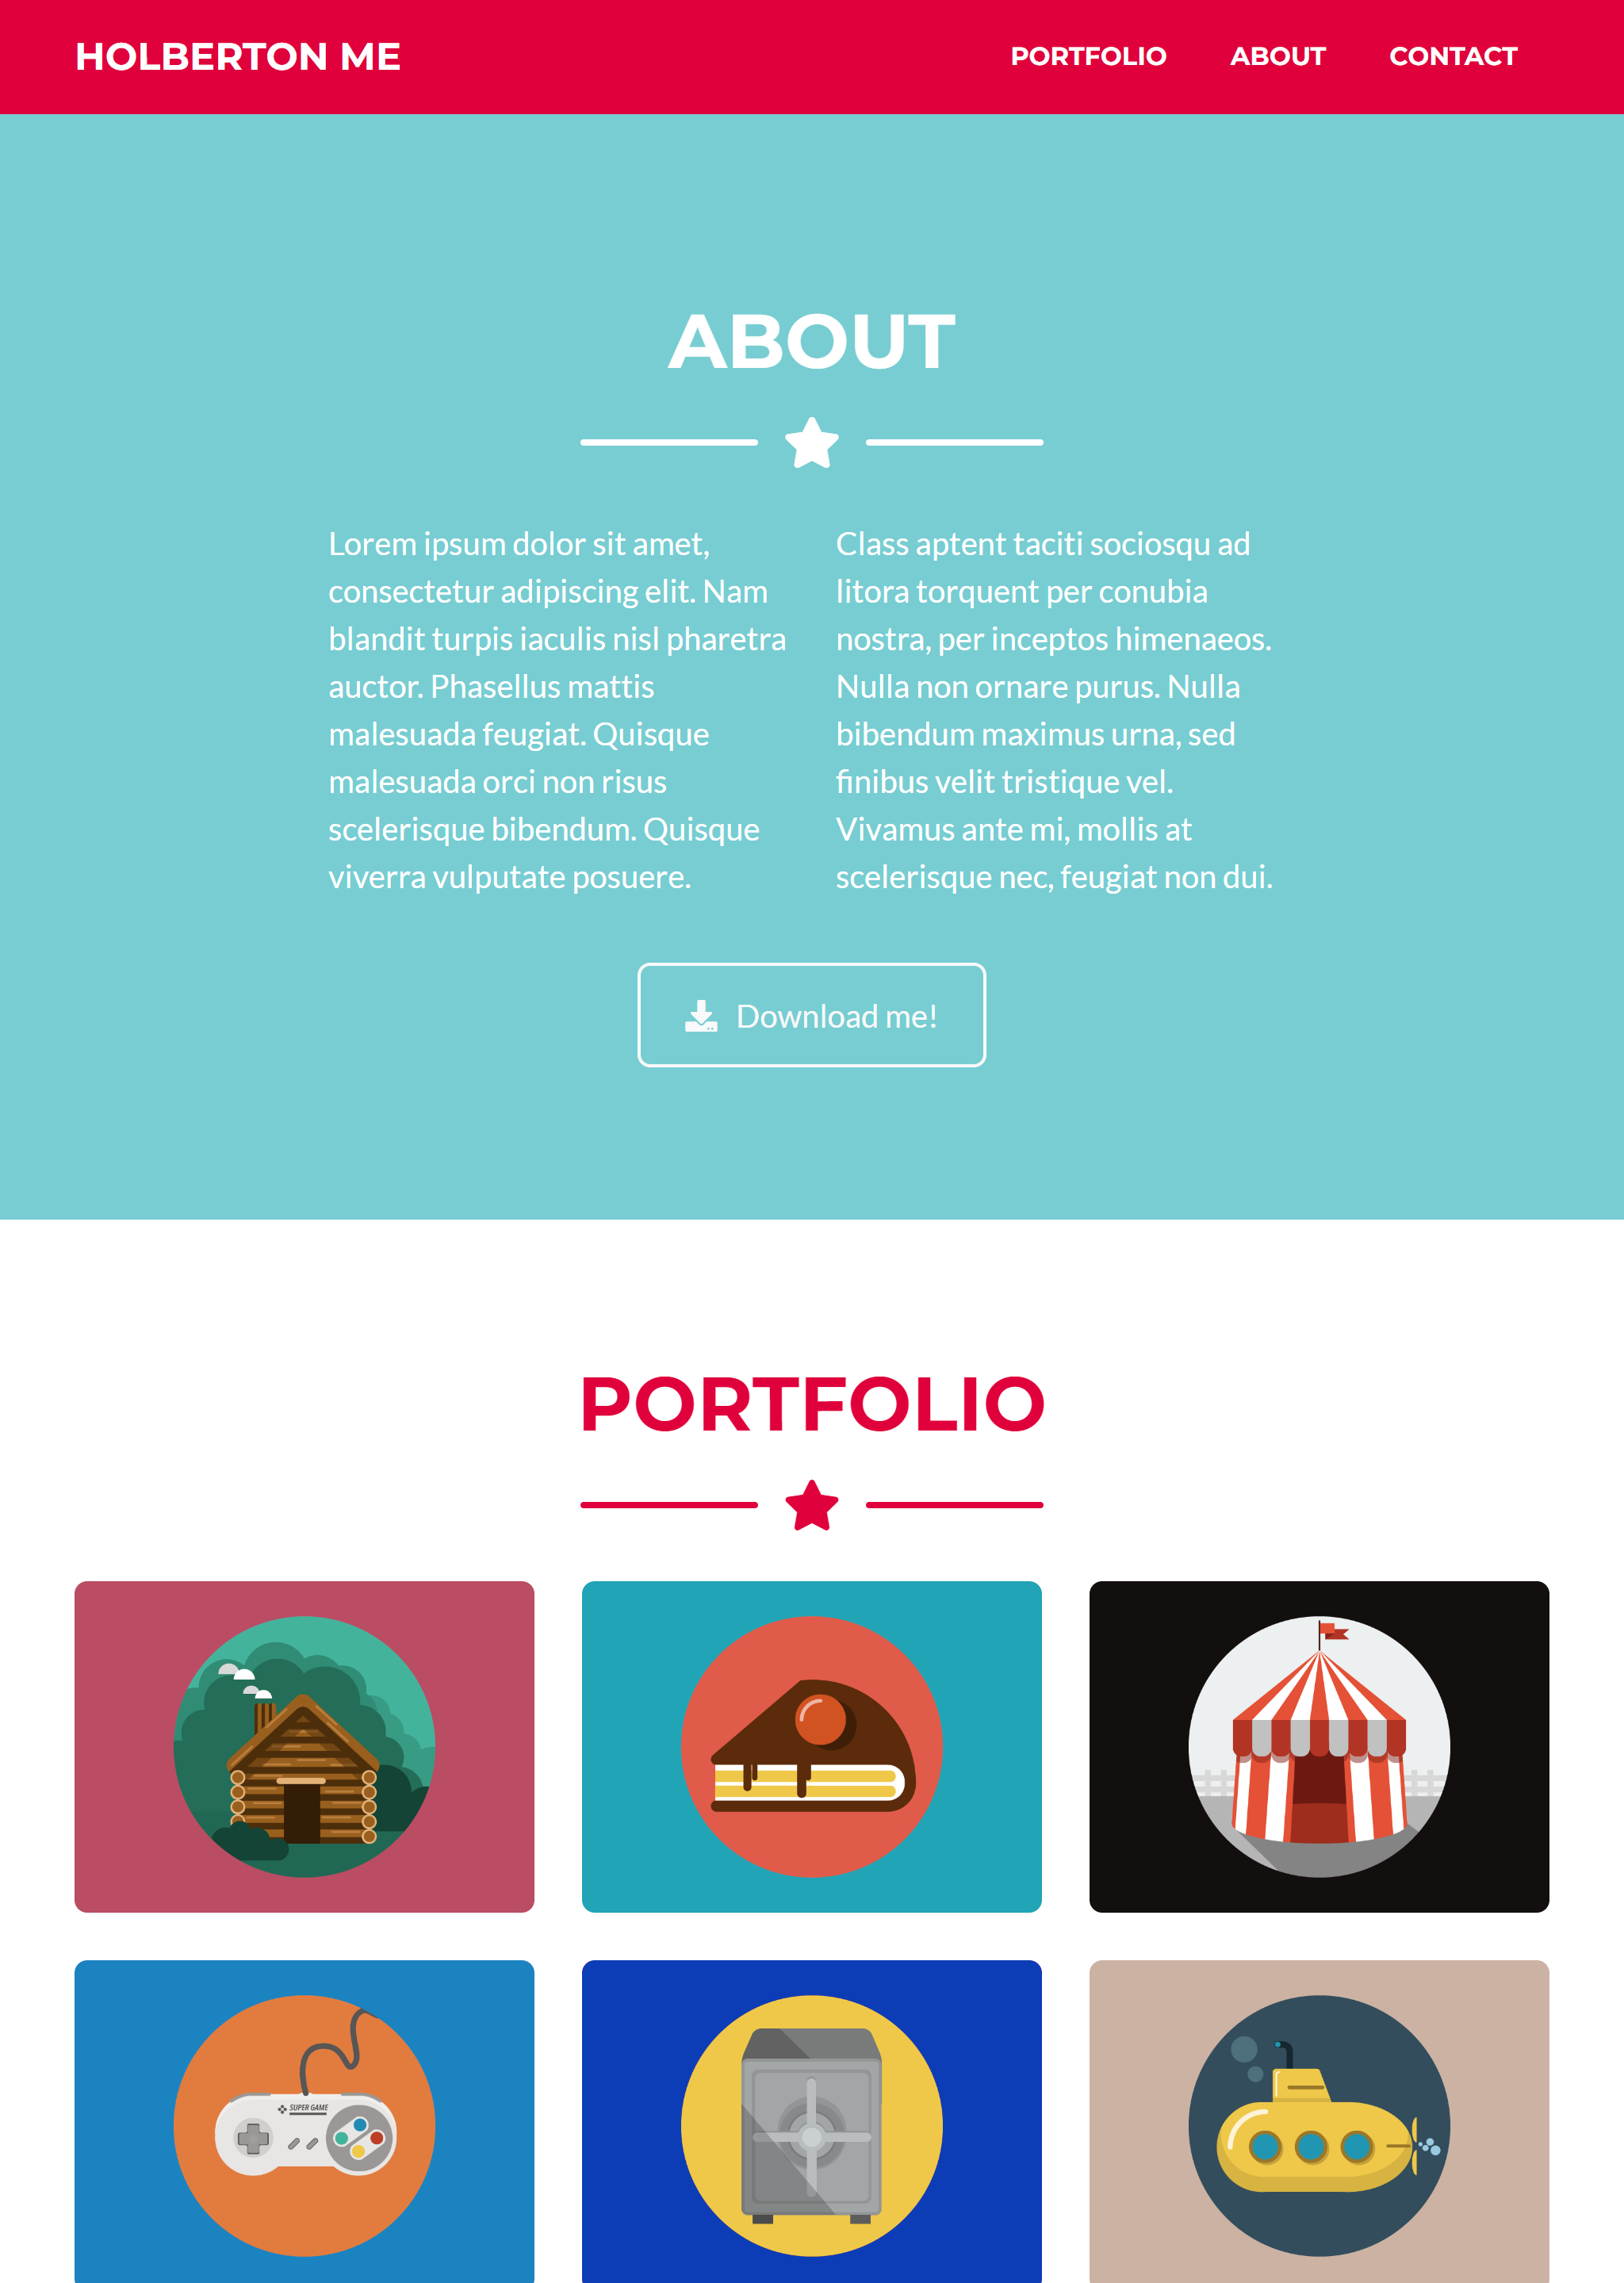 HOLBERTON ME
PORTFOLIO
ABOUT
CONTACT
ABOUT
Lorem ipsum dolor sit amet,
consectetur adipiscing elit. Nam
blandit turpis iaculis nisl pharetra
auctor. Phasellus mattis
malesuada feugiat. Quisque
malesuada orci non risus
scelerisque bibendum. Quisque
viverra vulputate posuere.
Class aptent taciti sociosqu ad
litora torquent per conubia
nostra, per inceptos himenaeos.
Nulla non ornare purus. Nulla
bibendum maximus urna, sed
finibus velit tristique vel.
Vivamus ante mi, mollis at
scelerisque nec, feugiat non dui.
Download me!
PORTFOLIO
SUPER GAME